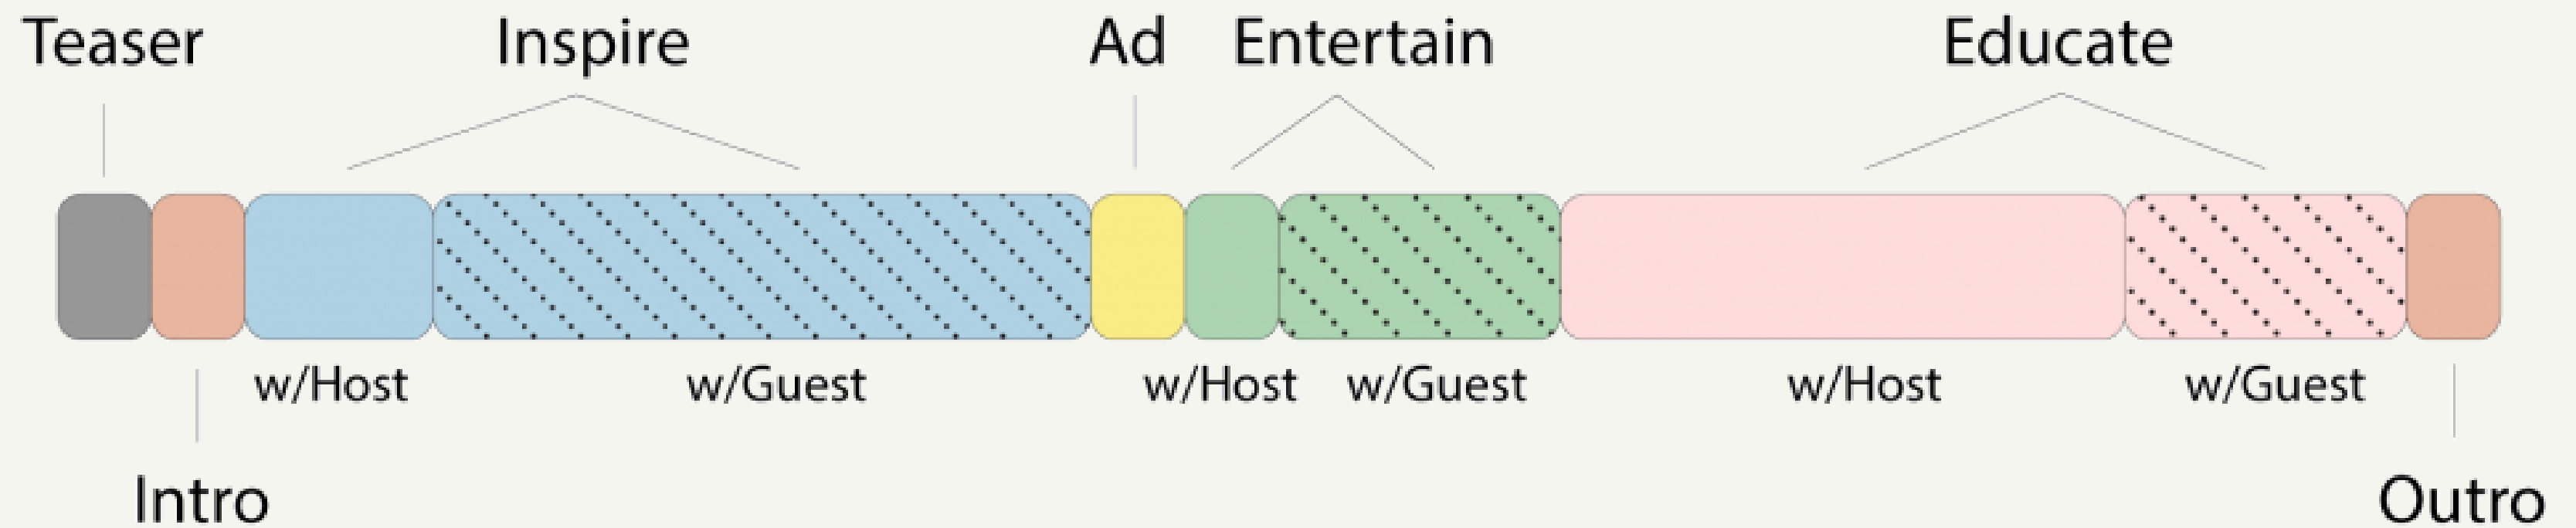 Teaser
Inspire
Ad
Entertain
Educate
w/Host
w/Guest
w/Host
w/Guest
w/Host
w/Guest
Intro
Outro